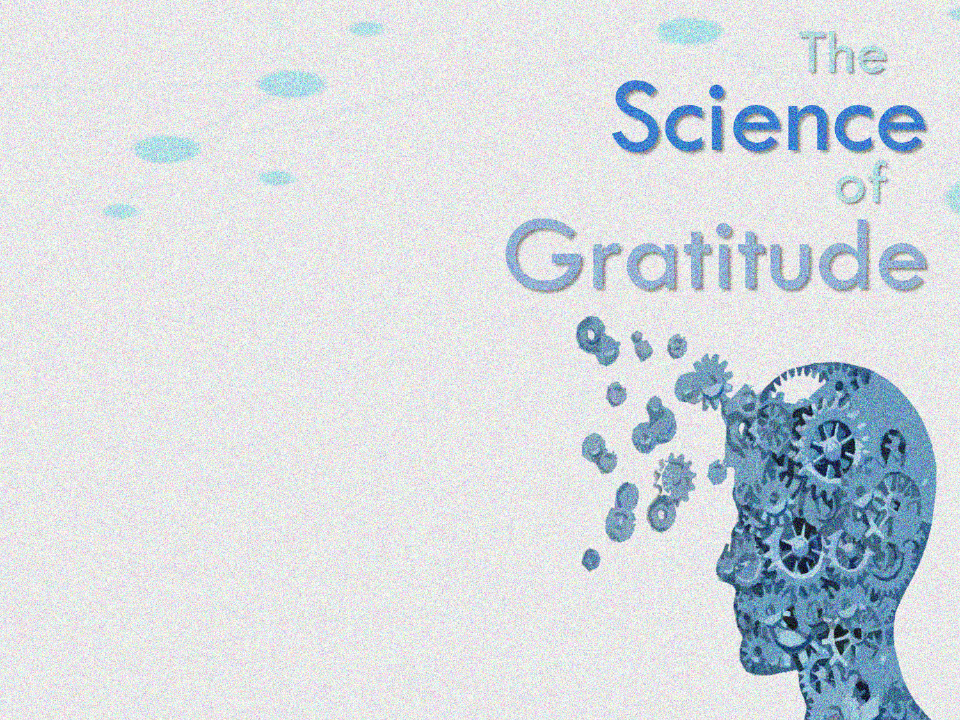 The
Science
of
Gratitude